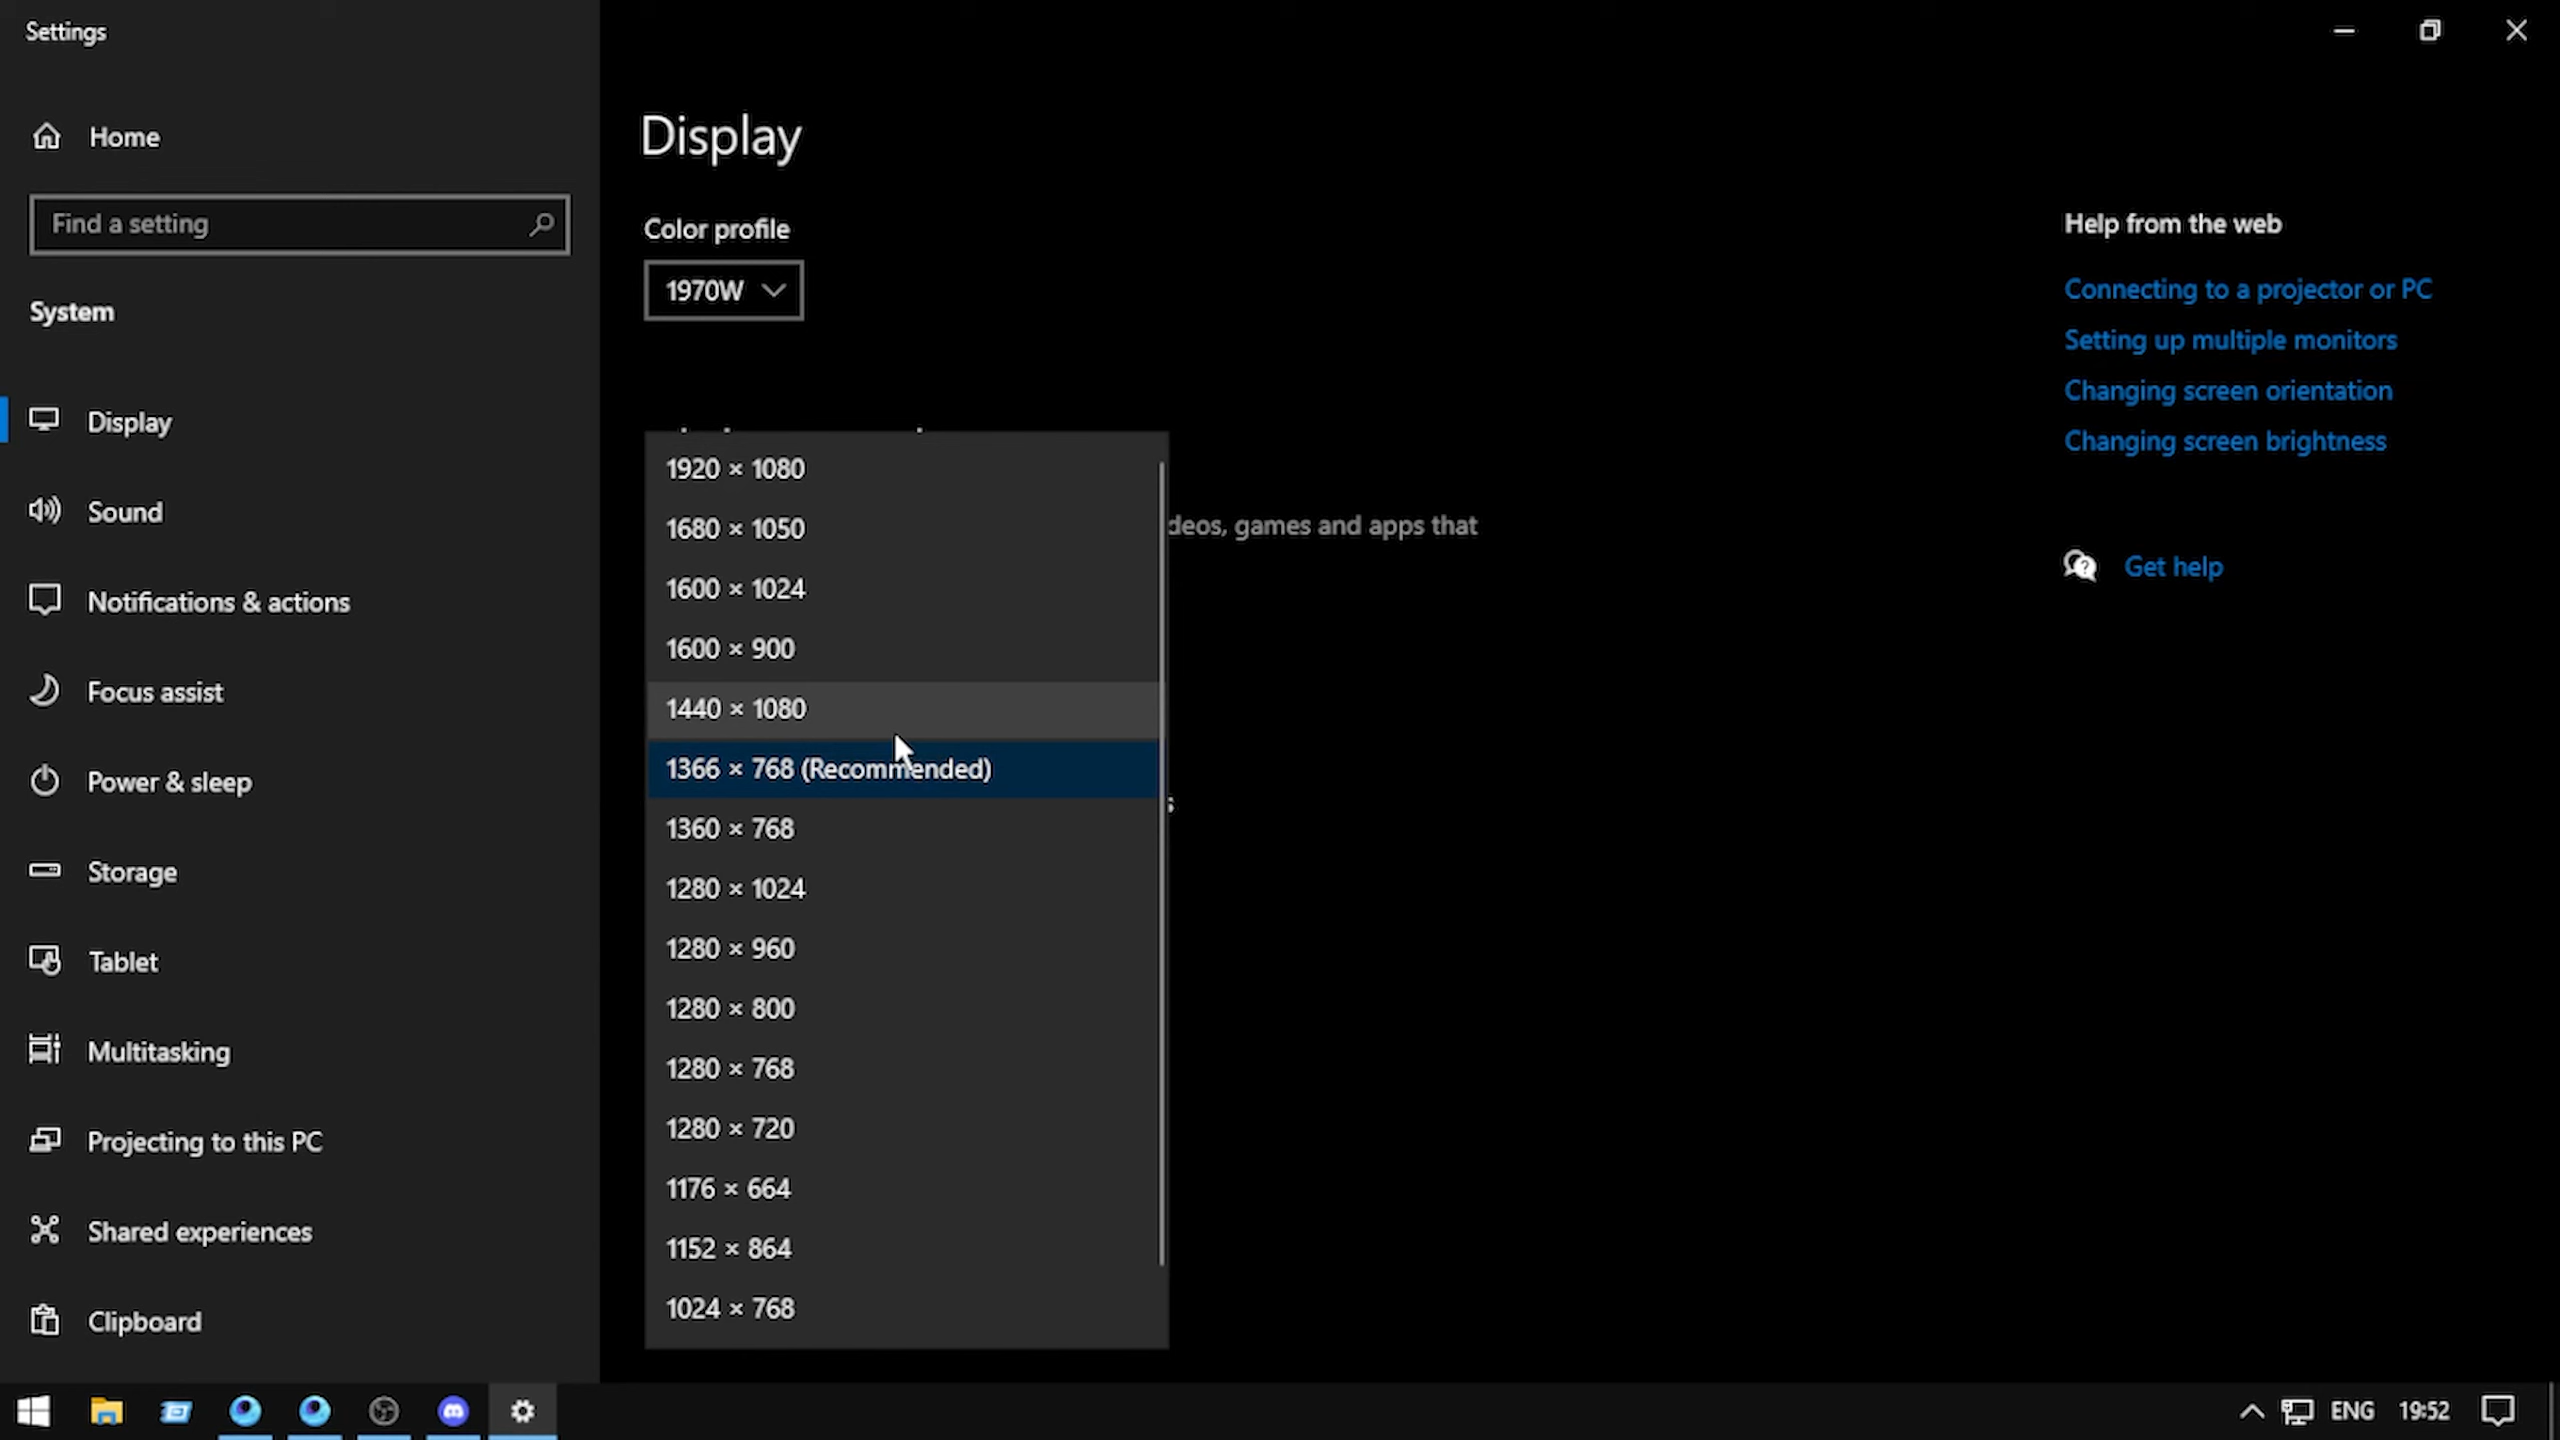 Settings
Home
Find a setting
System
Display
Sound
Notifications & actions
Focus assist
Power & sleep
Storage
Tablet
Multitasking
Projecting to this PC
Shared experiences
Clipboard
Display
Color profile
1970W
1920 × 1080
1680 × 1050
deos, games and apps that
1600 × 1024
1600 × 900
1440 × 1080
1366 × 768 (Recommended)
1360 × 768
1280 × 1024
1280 × 960
1280 × 800
1280 × 768
1280 × 720
1176 × 664
1152 × 864
1024 × 768
Help from the web
Connecting to a projector or PC
Setting up multiple monitors
Changing screen orientation
Changing screen brightness
Get help
ENG 19:52